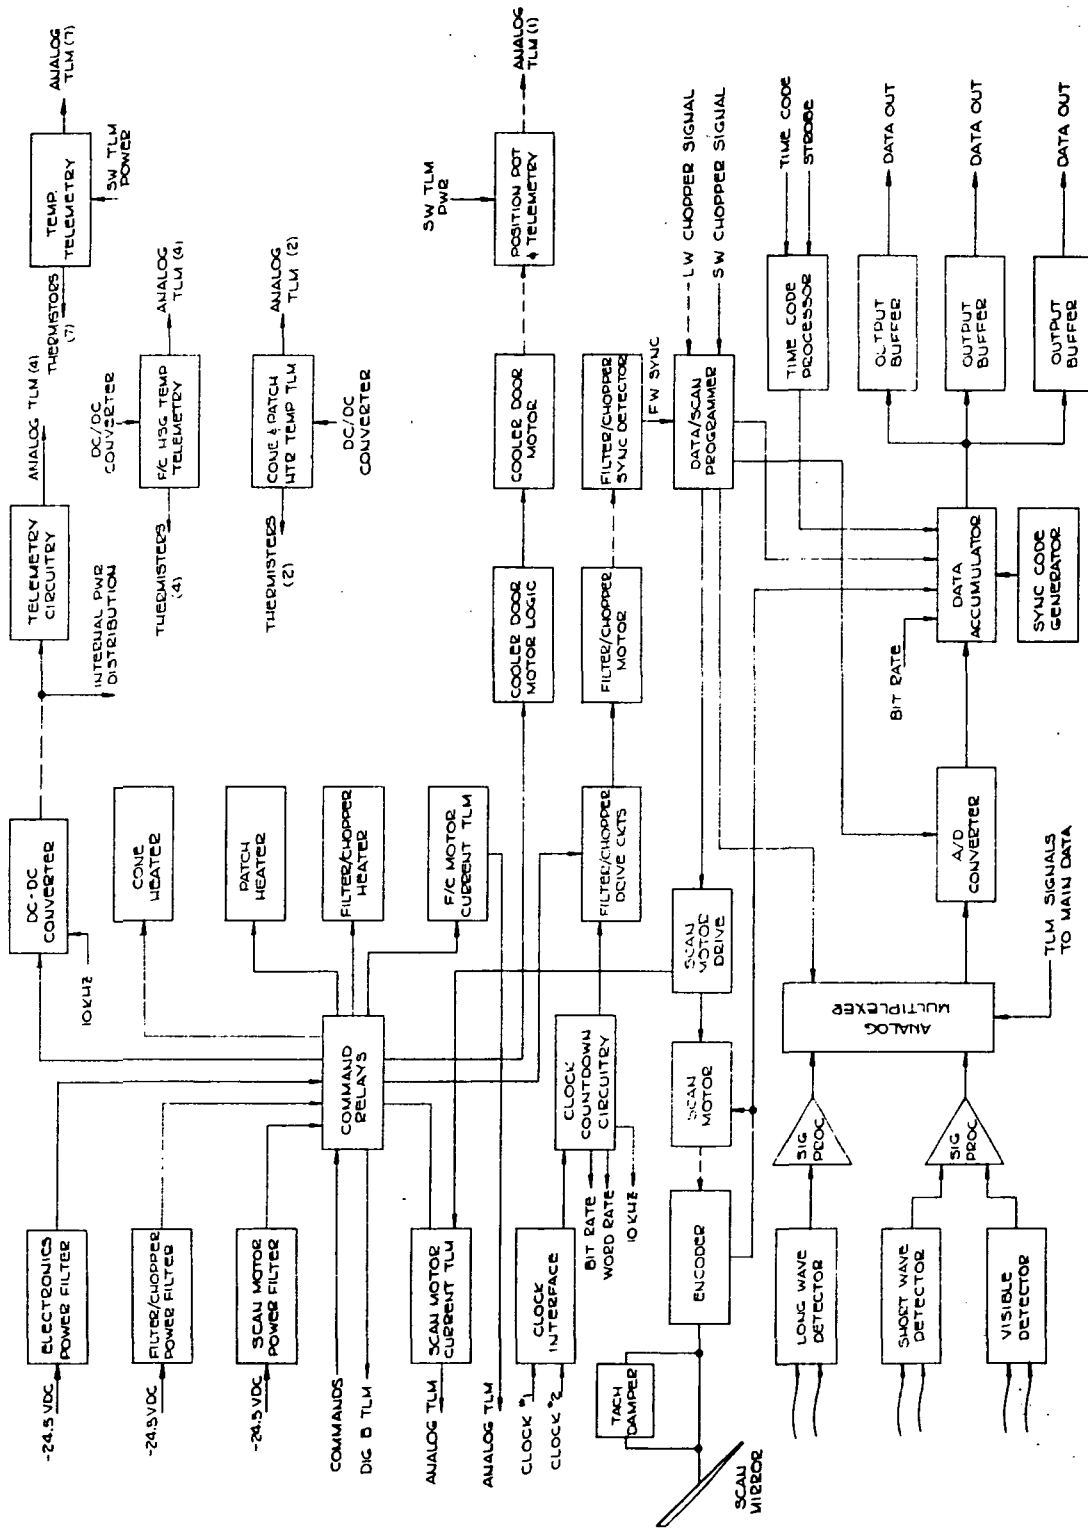 -24.5VDC
ELECTRONICS
POWER FILTER
-24.5VDC
FILTER/CHOPPER
POWER FILTER
-24.5VDC
SCAN MOTOR
POWER FILTER
COMMANDS
DIG B TLM
COMMAND
RELAYS
ANALOG TLM
SCAN MOTOR
CURRENT TLM
ANALOG TLM
10KHZ
DC-DC
CONVERTER
CONE
HEATER
PATCH
HEATER
FILTER/CHOPPER
HEATER
F/C MOTOR
CURRENT TLM
INTERNAL PWR
DISTRIBUTION
TELEMETRY
CIRCUITRY
ANALOG TLM (4)
THERMISTORS
(7)
TEMP.
TELEMETRY
SW TLM
POWER
ANALOG
TLM (7)
THERMISTERS
(4)
DC/DC
CONVERTER
F/C HSG TEMP
TELEMETRY
ANALOG
TLM (4)
THERMISTERS
(2)
CONE & PATCH
HTR TEMP TLM
DC/DC
CONVERTER
ANALOG
TLM (2)
COOLER DOOR
MOTOR LOGIC
COOLER DOOR
MOTOR
SW TLM
PWR
POSITION POT
& TELEMETRY
ANALOG
TLM (1)
CLOCK #1
CLOCK #2
CLOCK
INTERFACE
BIT RATE
WORD RATE
10 KHZ
CLOCK
COUNTDOWN
CIRCUITRY
FILTER/CHOPPER
DRIVE CKTS
FILTER/CHOPPER
MOTOR
FILTER/CHOPPER
SYNC DETECTOR
FW SYNC
LW CHOPPER SIGNAL
SW CHOPPER SIGNAL
DATA/SCAN
PROGRAMMER
SCAN
MIRROR
TACH
DAMPER
ENCODER
SCAN
MOTOR
SCAN
MOTOR
DRIVE
TIME CODE
STROBE
TIME CODE
PROCESSOR
LONG WAVE
DETECTOR
SIG
PROC
SHORT WAVE
DETECTOR
VISIBLE
DETECTOR
SIG
PROC
ANALOG
MULTIPLEXER
TLM SIGNALS
TO MAIN DATA
A/D
CONVERTER
BIT RATE
DATA
ACCUMULATOR
SYNC CODE
GENERATOR
OUTPUT
BUFFER
DATA OUT
OUTPUT
BUFFER
DATA OUT
OUTPUT
BUFFER
DATA OUT